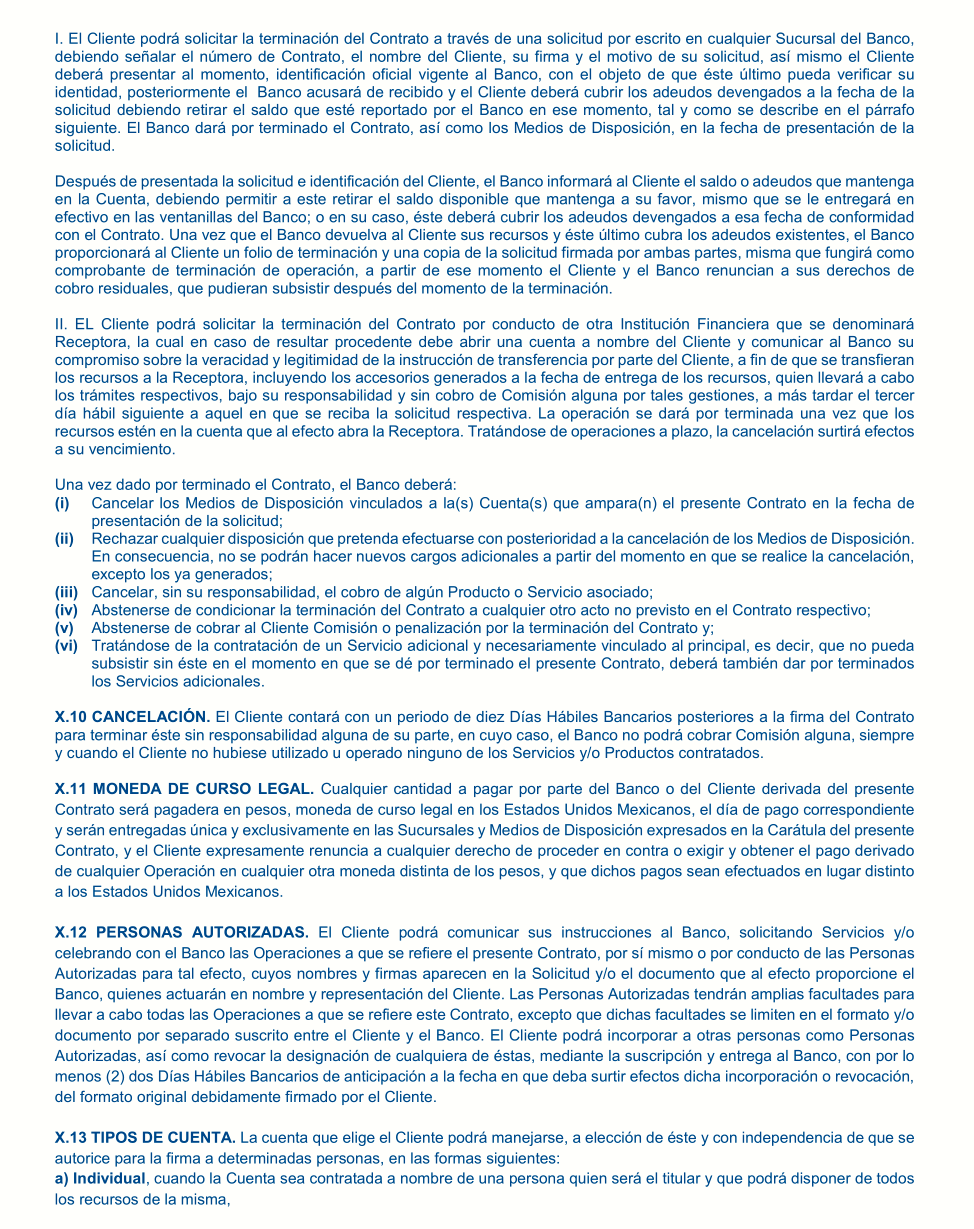 I. El Cliente podrá solicitar la terminación del Contrato a través de una solicitud por escrito en cualquier Sucursal del Banco,
debiendo señalar el número de Contrato, el nombre del Cliente, su firma y el motivo de su solicitud, así mismo el Cliente
deberá presentar al momento, identificación oficial vigente al Banco, con el objeto de que éste último pueda verificar su
identidad, posteriormente el Banco acusará de recibido y el Cliente deberá cubrir los adeudos devengados a la fecha de la
solicitud debiendo retirar el saldo que esté reportado por el Banco en ese momento, tal y como se describe en el párrafo
siguiente. El Banco dará por terminado el Contrato, así como los Medios de Disposición, en la fecha de presentación de la
solicitud.
Después de presentada la solicitud e identificación del Cliente, el Banco informará al Cliente el saldo o adeudos que mantenga
en la Cuenta, debiendo permitir a este retirar el saldo disponible que mantenga a su favor, mismo que se le entregará en
efectivo en las ventanillas del Banco; o en su caso, éste deberá cubrir los adeudos devengados a esa fecha de conformidad
con el Contrato. Una vez que el Banco devuelva al Cliente sus recursos y éste último cubra los adeudos existentes, el Banco
proporcionará al Cliente un folio de terminación y una copia de la solicitud firmada por ambas partes, misma que fungirá como
comprobante de terminación de operación, a partir de ese momento el Cliente y el Banco renuncian a sus derechos de
cobro residuales, que pudieran subsistir después del momento de la terminación.
II. EL Cliente podrá solicitar la terminación del Contrato por conducto de otra Institución Financiera que se denominará
Receptora, la cual en caso de resultar procedente debe abrir una cuenta a nombre del Cliente y comunicar al Banco su
compromiso sobre la veracidad y legitimidad de la instrucción de transferencia por parte del Cliente, a fin de que se transfieran
los recursos a la Receptora, incluyendo los accesorios generados a la fecha de entrega de los recursos, quien llevará a cabo
los trámites respectivos, bajo su responsabilidad y sin cobro de Comisión alguna por tales gestiones, a más tardar el tercer
día hábil siguiente a aquel en que se reciba la solicitud respectiva. La operación se dará por terminada una vez que los
recursos estén en la cuenta que al efecto abra la Receptora. Tratándose de operaciones a plazo, la cancelación surtirá efectos
a su vencimiento.
Una vez dado por terminado el Contrato, el Banco deberá:
(i) Cancelar los Medios de Disposición vinculados a la(s) Cuenta(s) que ampara(n) el presente Contrato en la fecha de
presentación de la solicitud;
(ii) Rechazar cualquier disposición que pretenda efectuarse con posterioridad a la cancelación de los Medios de Disposición.
En consecuencia, no se podrán hacer nuevos cargos adicionales a partir del momento en que se realice la cancelación,
excepto los ya generados;
(iii) Cancelar, sin su responsabilidad, el cobro de algún Producto o Servicio asociado;
(iv) Abstenerse de condicionar la terminación del Contrato a cualquier otro acto no previsto en el Contrato respectivo;
(v) Abstenerse de cobrar al Cliente Comisión o penalización por la terminación del Contrato y;
(vi) Tratándose de la contratación de un Servicio adicional y necesariamente vinculado al principal, es decir, que no pueda
subsistir sin éste en el momento en que se dé por terminado el presente Contrato, deberá también dar por terminados
los Servicios adicionales.
X.10 CANCELACIÓN. El Cliente contará con un periodo de diez Días Hábiles Bancarios posteriores a la firma del Contrato
para terminar éste sin responsabilidad alguna de su parte, en cuyo caso, el Banco no podrá cobrar Comisión alguna, siempre
y cuando el Cliente no hubiese utilizado u operado ninguno de los Servicios y/o Productos contratados.
X.11 MONEDA DE CURSO LEGAL. Cualquier cantidad a pagar por parte del Banco o del Cliente derivada del presente
Contrato será pagadera en pesos, moneda de curso legal en los Estados Unidos Mexicanos, el día de pago correspondiente
y serán entregadas única y exclusivamente en las Sucursales y Medios de Disposición expresados en la Carátula del presente
Contrato, y el Cliente expresamente renuncia a cualquier derecho de proceder en contra o exigir y obtener el pago derivado
de cualquier Operación en cualquier otra moneda distinta de los pesos, y que dichos pagos sean efectuados en lugar distinto
a los Estados Unidos Mexicanos.
X.12 PERSONAS AUTORIZADAS. El Cliente podrá comunicar sus instrucciones al Banco, solicitando Servicios y/o
celebrando con el Banco las Operaciones a que se refiere el presente Contrato, por sí mismo o por conducto de las Personas
Autorizadas para tal efecto, cuyos nombres y firmas aparecen en la Solicitud y/o el documento que al efecto proporcione el
Banco, quienes actuarán en nombre y representación del Cliente. Las Personas Autorizadas tendrán amplias facultades para
llevar a cabo todas las Operaciones a que se refiere este Contrato, excepto que dichas facultades se limiten en el formato y/o
documento por separado suscrito entre el Cliente y el Banco. El Cliente podrá incorporar a otras personas como Personas
Autorizadas, así como revocar la designación de cualquiera de éstas, mediante la suscripción y entrega al Banco, con por lo
menos (2) dos Días Hábiles Bancarios de anticipación a la fecha en que deba surtir efectos dicha incorporación o revocación,
del formato original debidamente firmado por el Cliente.
X.13 TIPOS DE CUENTA. La cuenta que elige el Cliente podrá manejarse, a elección de éste y con independencia de que se
autorice para la firma a determinadas personas, en las formas siguientes:
a) Individual, cuando la Cuenta sea contratada a nombre de una persona quien será el titular y que podrá disponer de todos
los recursos de la misma,